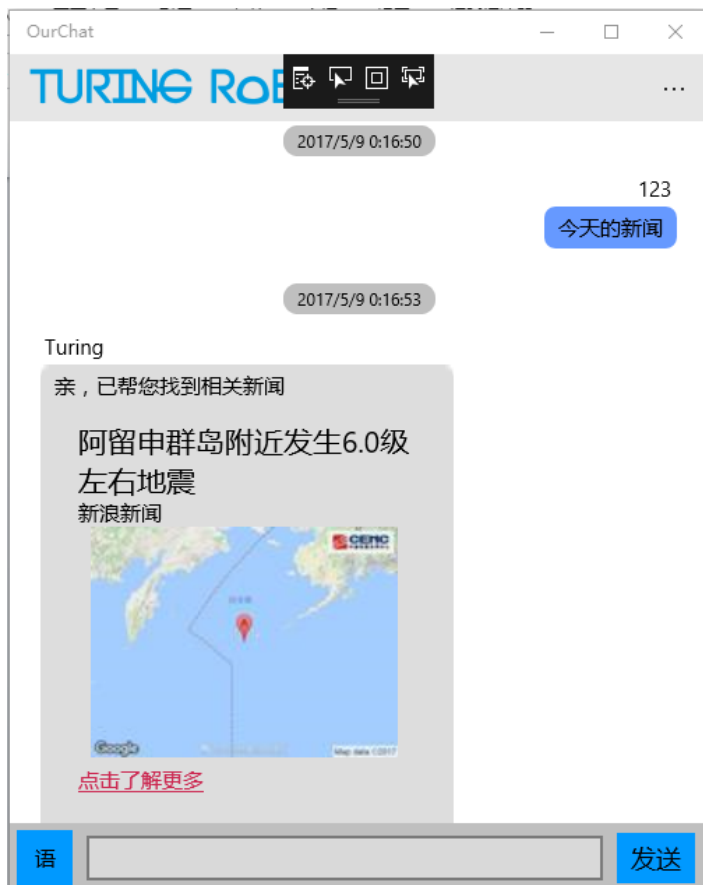 OurChat
TURING RoB
2017/5/9 0:16:50
123
今天的新闻
2017/5/9 0:16:53
Turing
亲，已帮您找到相关新闻
阿留申群岛附近发生6.0级
左右地震
新浪新闻
CENC
A
Google
Map data ©2017
点击了解更多
语
发送